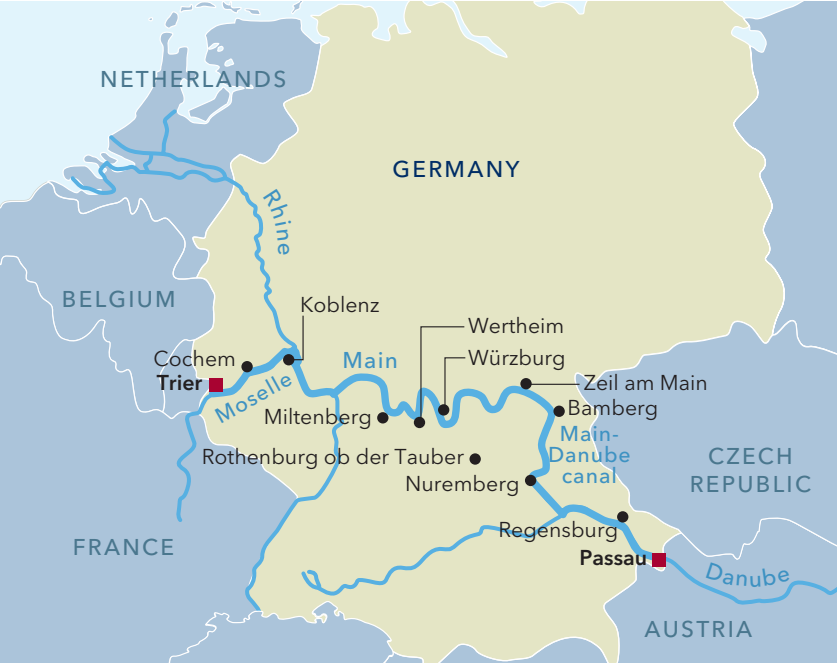 NETHERLANDS
GERMANY
Rhine
BELGIUM
Koblenz
Wertheim
Cochem
Main
Würzburg
Trier
Moselle
Zeil am Main
Miltenberg
Bamberg
Main-
Danube
canal
Rothenburg ob der Tauber
CZECH
REPUBLIC
Nuremberg
Regensburg
FRANCE
Passau
Danube
AUSTRIA